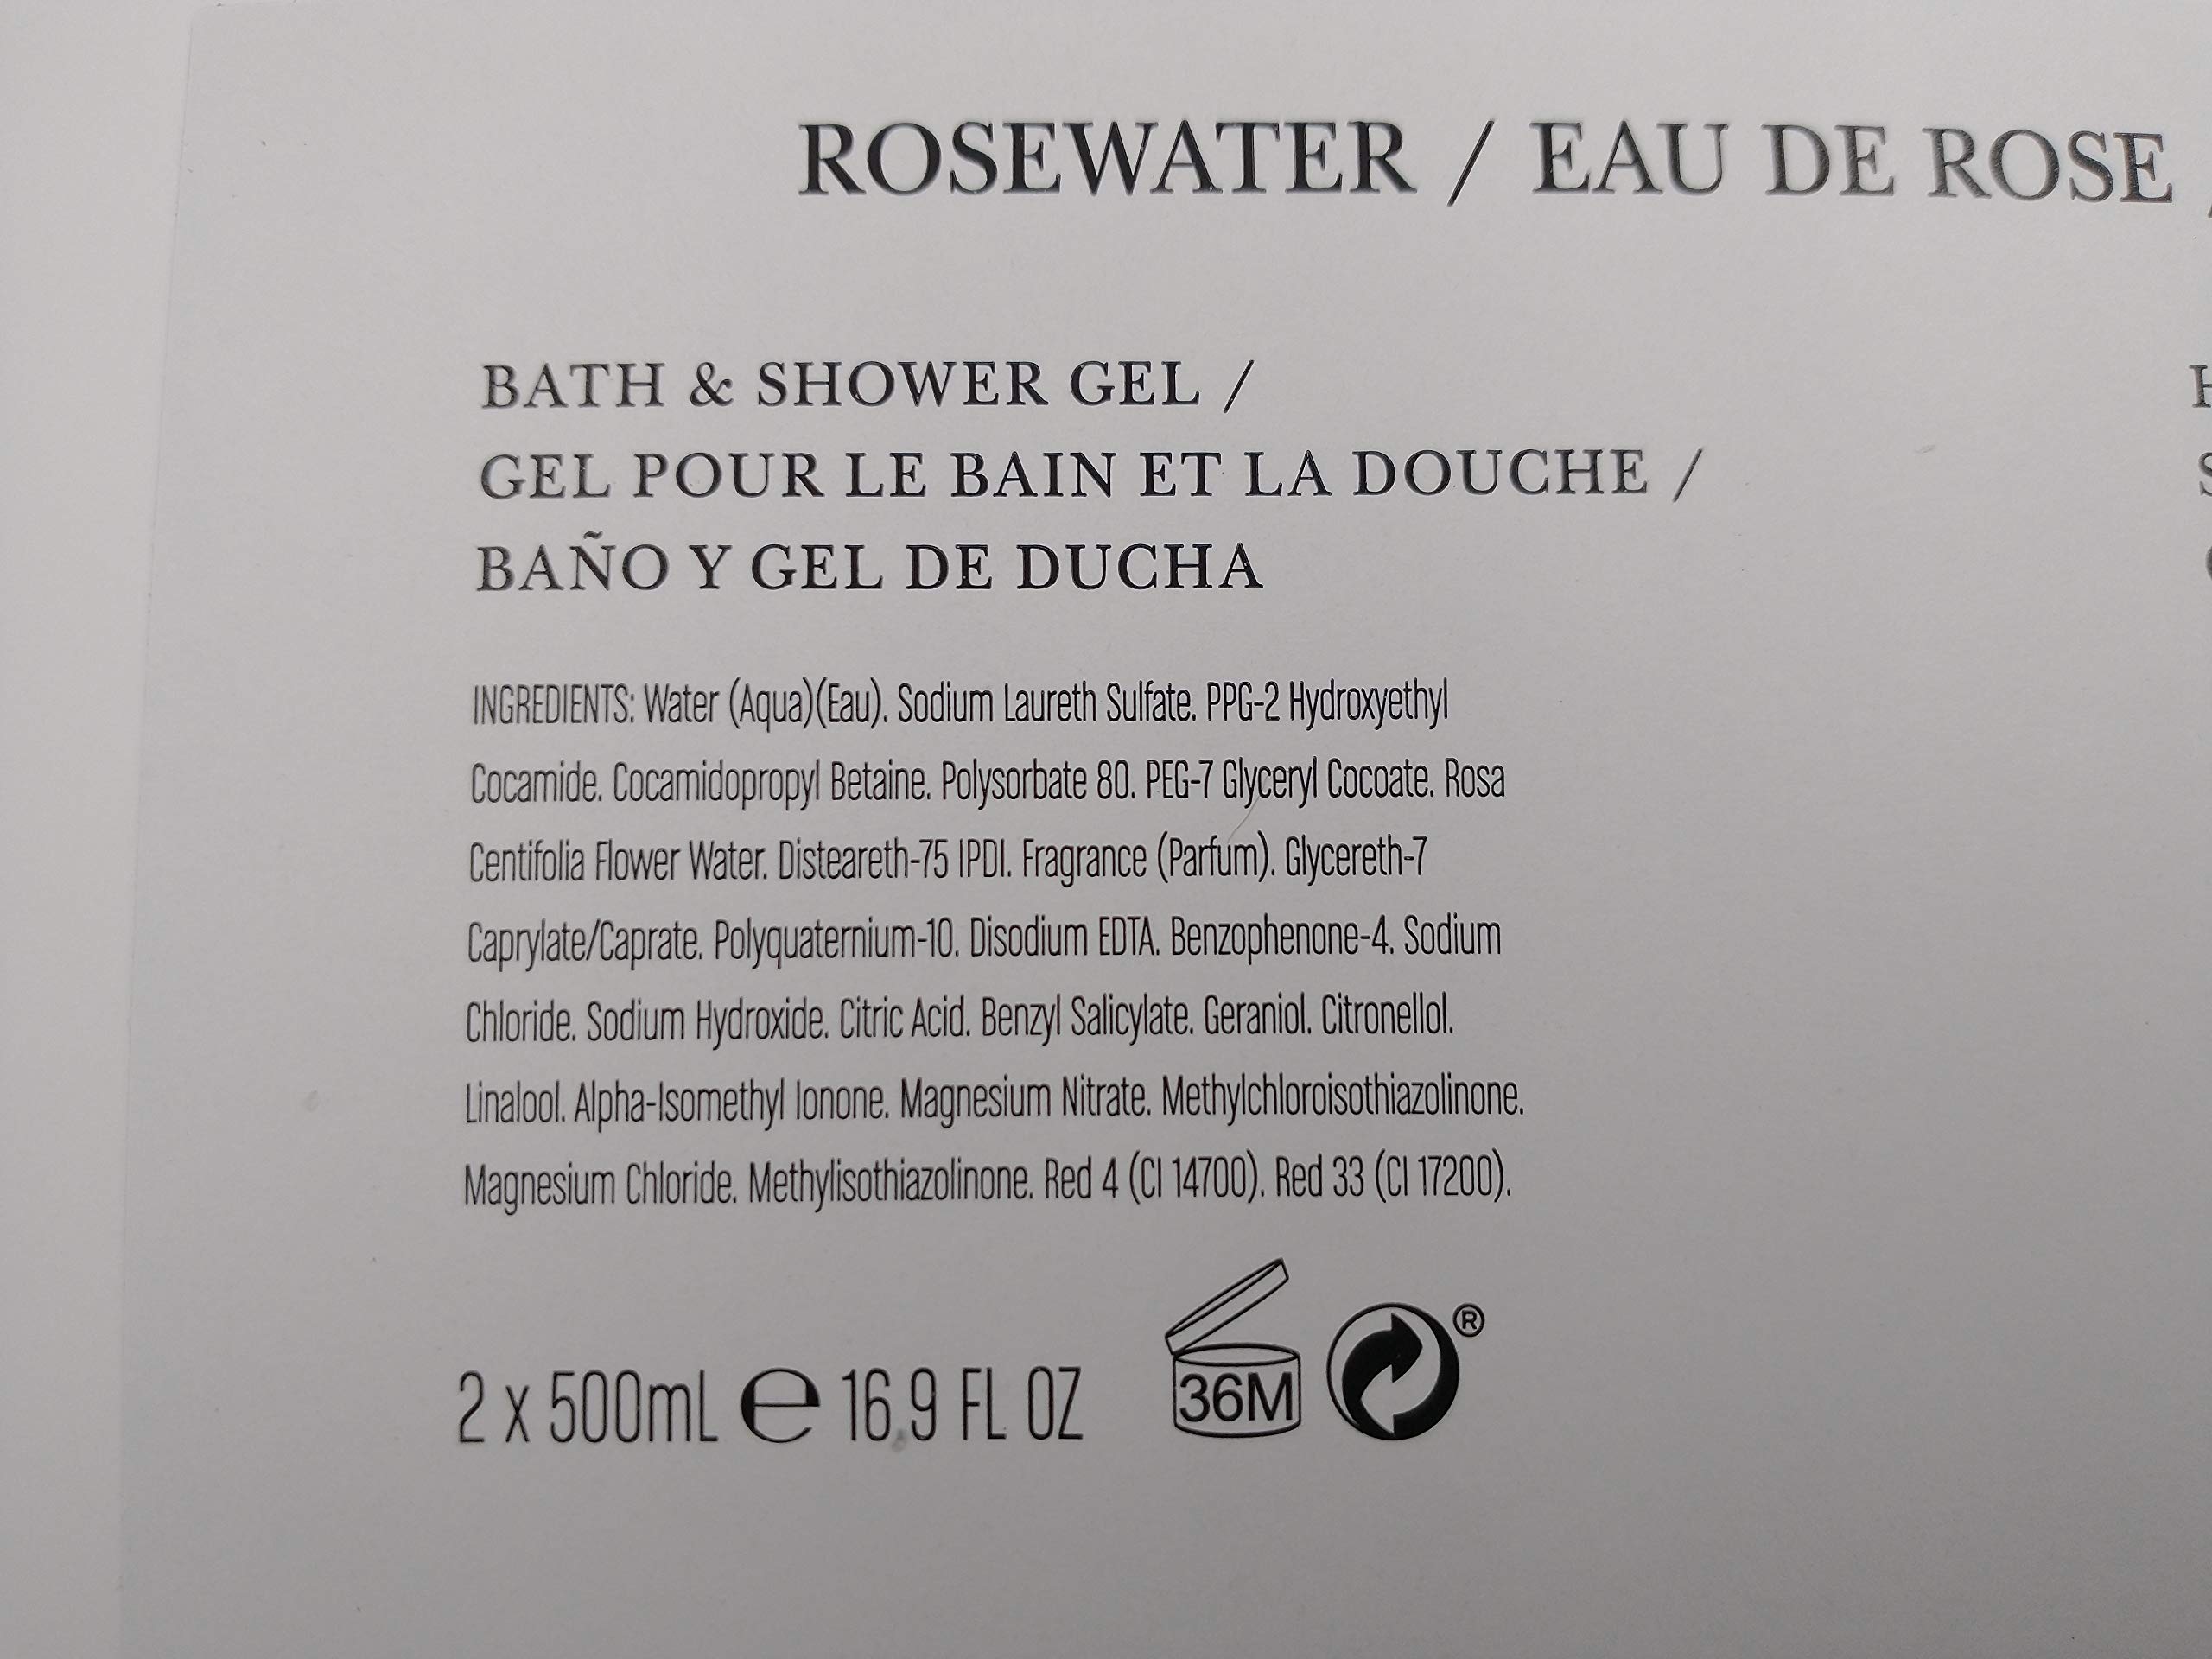 ROSEWATER / EAU DE ROSE
BATH & SHOWER GEL /
GEL POUR LE BAIN ET LA DOUCHE /
BAÑO Y GEL DE DUCHA
INGREDIENTS: Water (Aqua)(Eau). Sodium Laureth Sulfate. PPG-2 Hydroxyethyl
Cocamide. Cocamidopropyl Betaine. Polysorbate 80. PEG-7 Glyceryl Cocoate. Rosa
Centifolia Flower Water. Disteareth-75 IPDI. Fragrance (Parfum). Glycereth-7
Caprylate/Caprate. Polyquaternium-10. Disodium EDTA. Benzophenone-4. Sodium
Chloride. Sodium Hydroxide. Citric Acid. Benzyl Salicylate. Geraniol. Citronellol.
Linalool. Alpha-Isomethyl Ionone. Magnesium Nitrate. Methylchloroisothiazolinone.
Magnesium Chloride. Methylisothiazolinone. Red 4 (CI 14700). Red 33 (CI 17200).
2 x 500mL e 16.9 FL OZ 36M ®